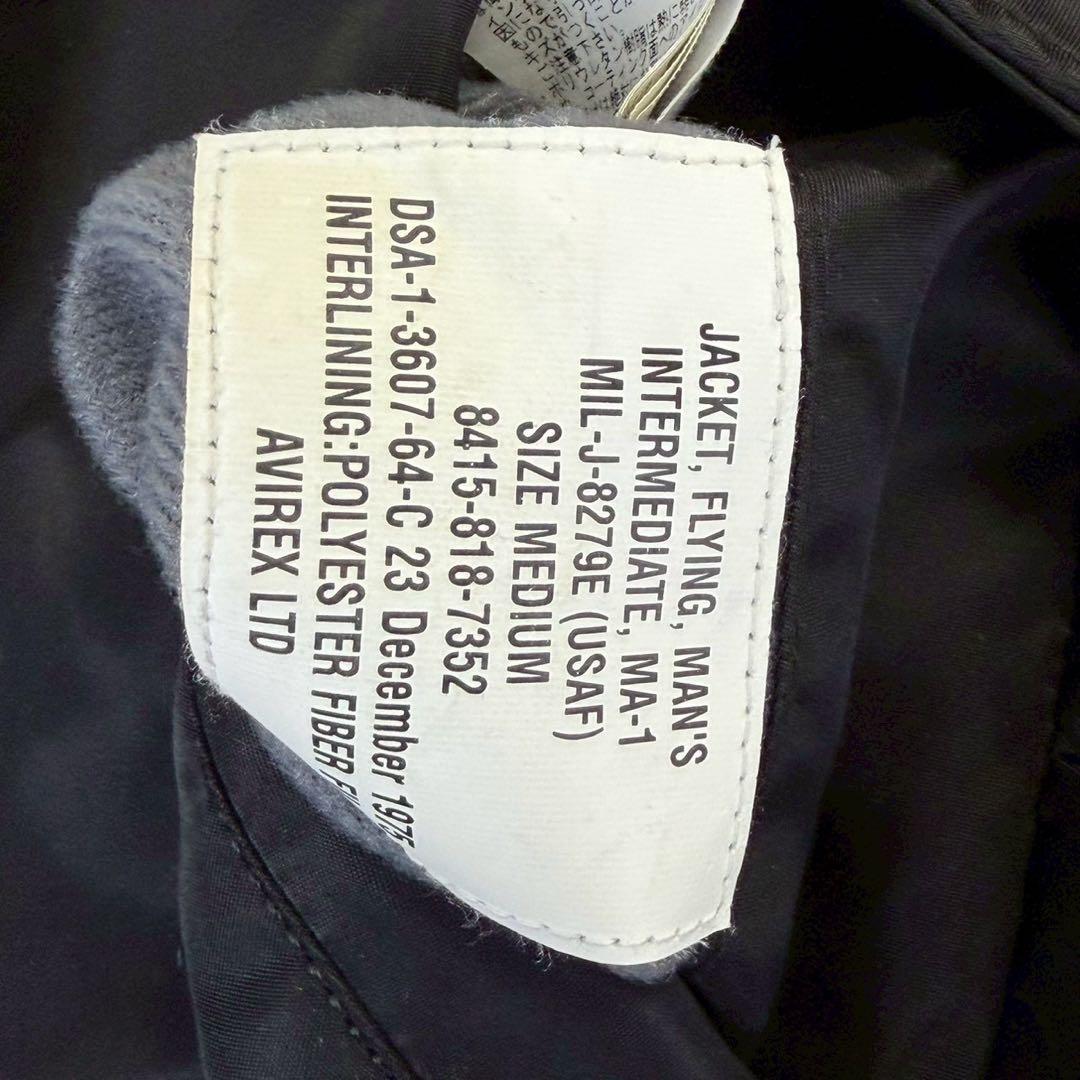 JACKET, FLYING, MAN'S
INTERMEDIATE, MA-1
MIL-J-8279E (USAF)
SIZE MEDIUM
8415-818-7352
DSA-1-3607-64-C 23 December 1975
INTERLINING:POLYESTER FIBER
AVIREX LTD